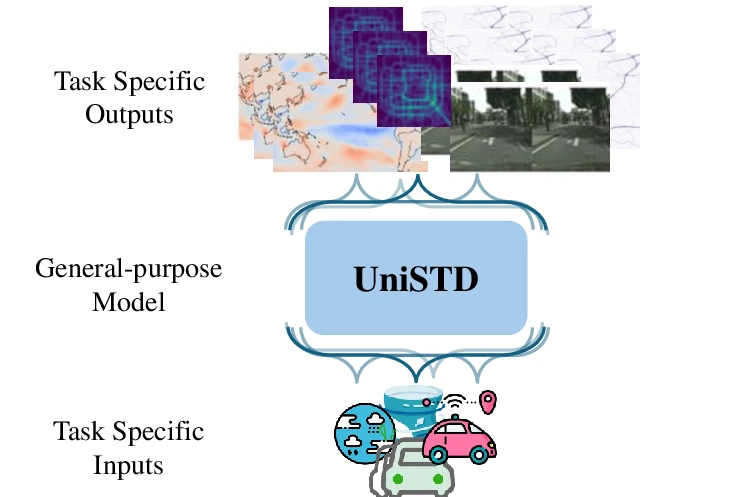 Task Specific
Outputs
General-purpose
Model
UniSTD
Task Specific
Inputs